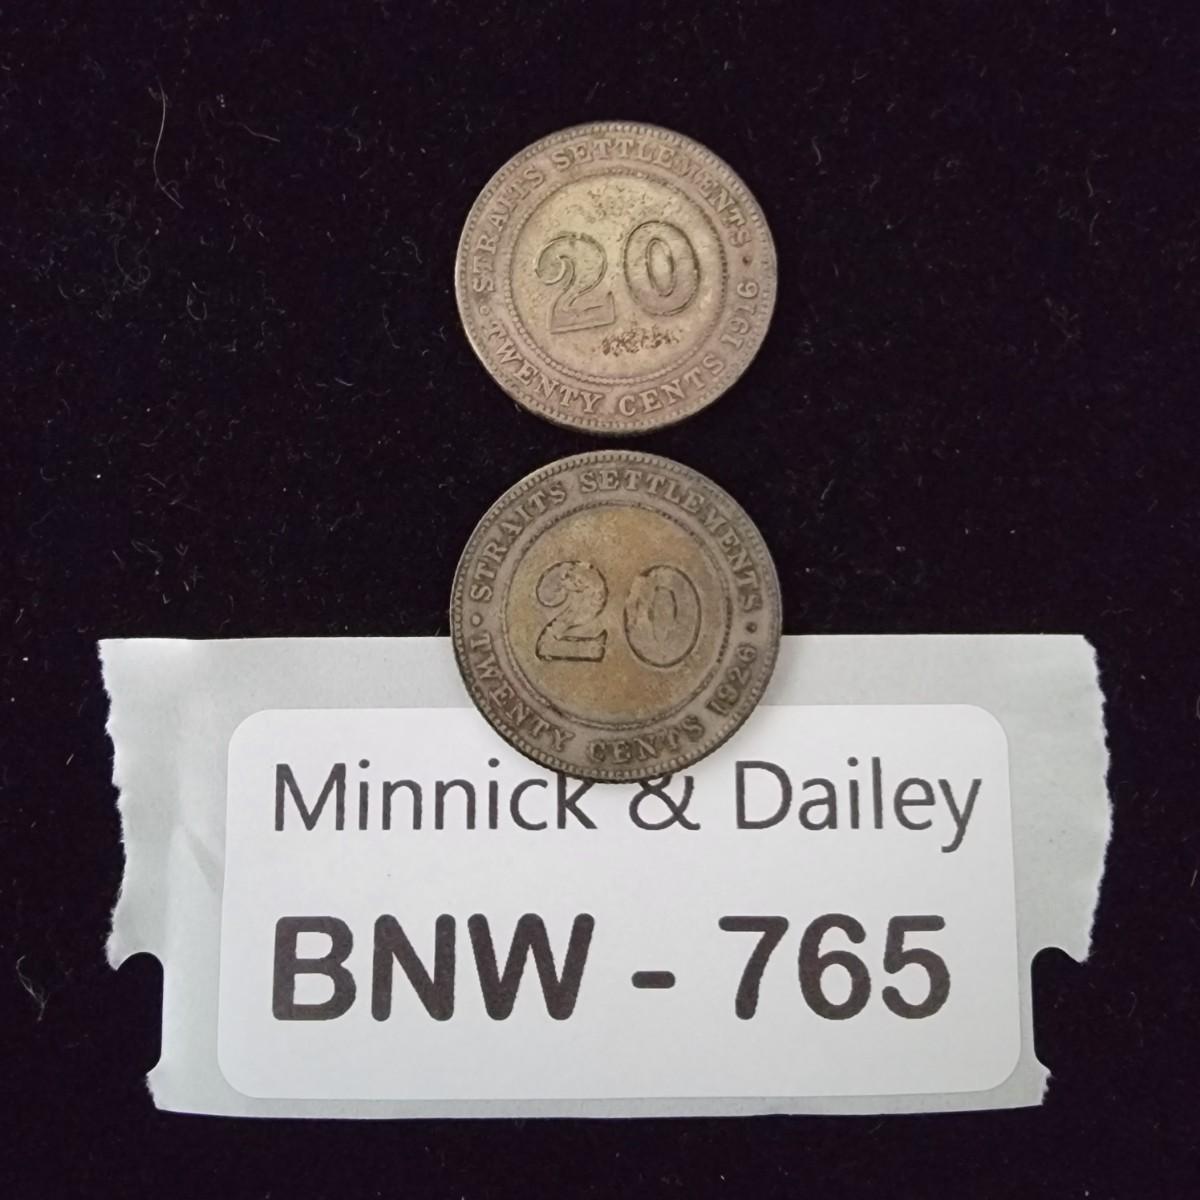 STRAITS SETTLEMENTS
20
TWENTY CENTS 1916
STRAITS SETTLEMENTS
20
TWENTY CENTS 1926
Minnick & Dailey
BNW - 765